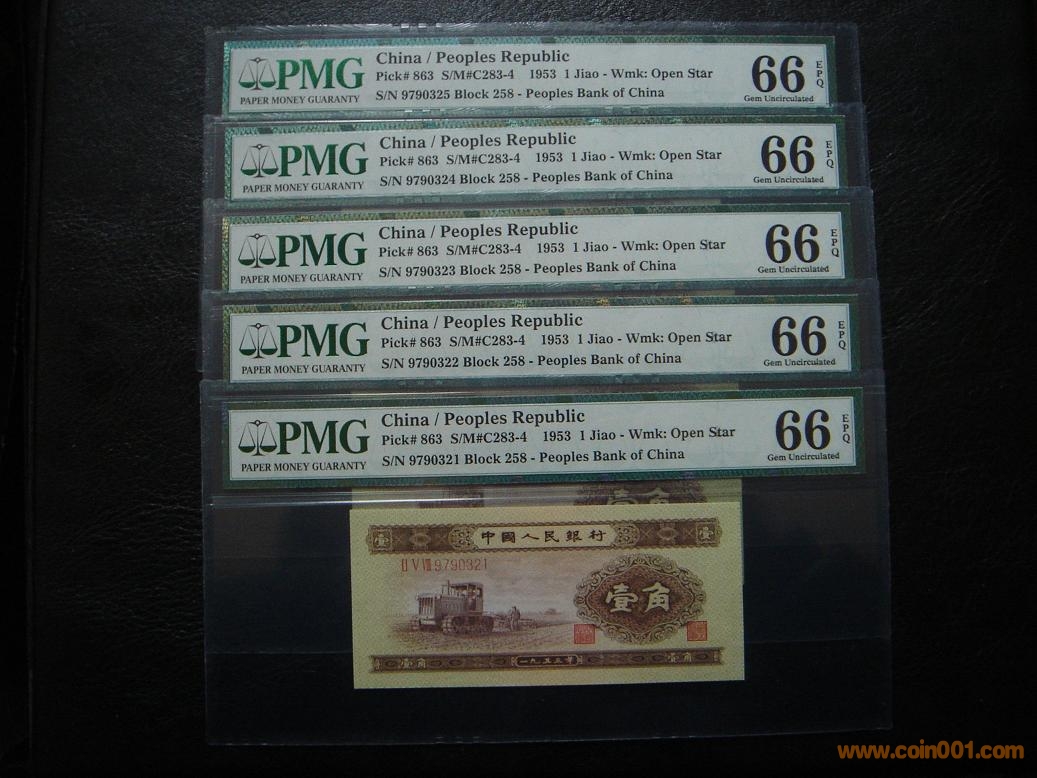 China / Peoples Republic
PMG
PAPER MONEY GUARANTY
Pick# 863 S/M#C283-4 1953 1 Jiao - Wmk: Open Star
S/N 9790325 Block 258 - Peoples Bank of China
66
EPQ
Gem Uncirculated
China / Peoples Republic
PMG
PAPER MONEY GUARANTY
Pick# 863 S/M#C283-4 1953 1 Jiao - Wmk: Open Star
S/N 9790324 Block 258 - Peoples Bank of China
66
EPQ
Gem Uncirculated
China / Peoples Republic
PMG
PAPER MONEY GUARANTY
Pick# 863 S/M#C283-4 1953 1 Jiao - Wmk: Open Star
S/N 9790323 Block 258 - Peoples Bank of China
66
EPQ
Gem Uncirculated
China / Peoples Republic
PMG
PAPER MONEY GUARANTY
Pick# 863 S/M#C283-4 1953 1 Jiao - Wmk: Open Star
S/N 9790322 Block 258 - Peoples Bank of China
66
EPQ
Gem Uncirculated
China / Peoples Republic
PMG
PAPER MONEY GUARANTY
Pick# 863 S/M#C283-4 1953 1 Jiao - Wmk: Open Star
S/N 9790321 Block 258 - Peoples Bank of China
66
EPQ
Gem Uncirculated
壹角
壹 中國人民銀行 壹
II V VIII 9790321
壹角
壹角 一九五三年 壹角
www.coin001.com